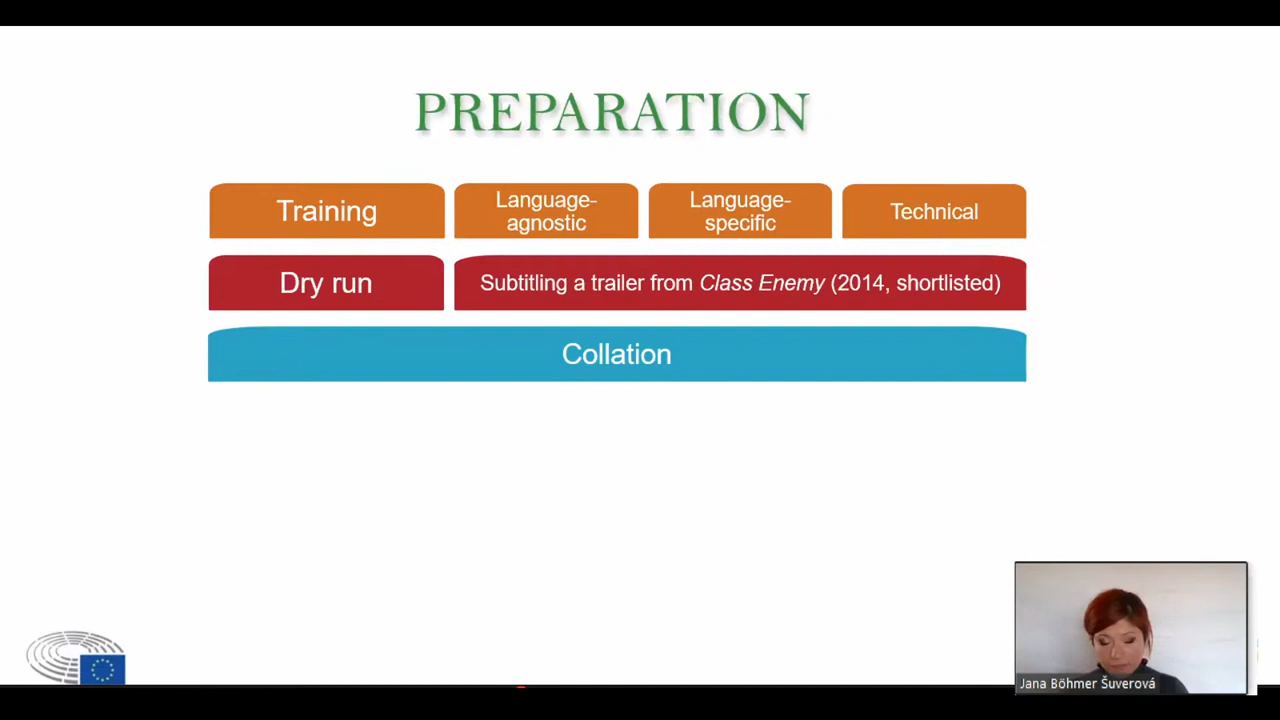 PREPARATION
Training
Language-
agnostic
Language-
specific
Technical
Dry run
Subtitling a trailer from Class Enemy (2014, shortlisted)
Collation
Jana Böhmer Šuverová